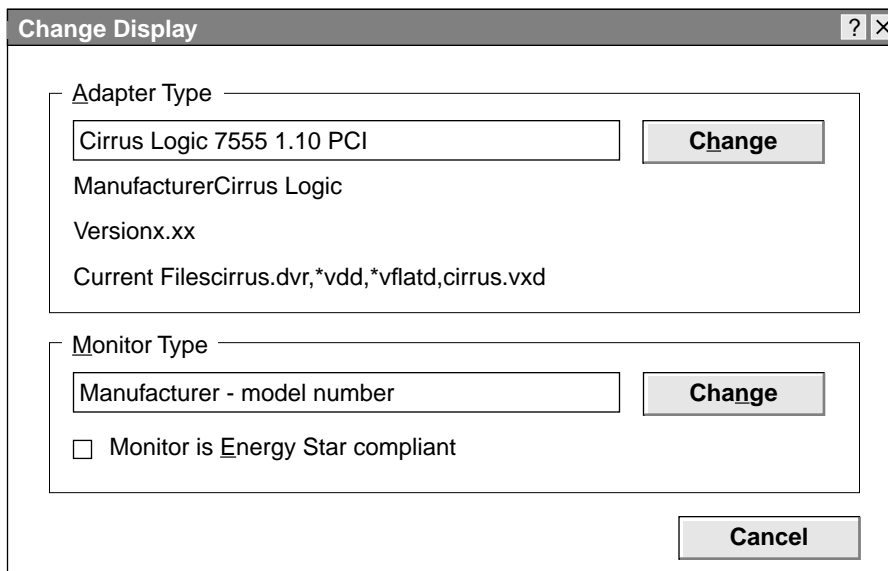 Change Display
? ×
Adapter Type
Cirrus Logic 7555 1.10 PCI
Change
ManufacturerCirrus Logic
Versionx.xx
Current Filescirrus.dvr,*vdd,*vflatd,cirrus.vxd
Monitor Type
Manufacturer - model number
Change
Monitor is Energy Star compliant
Cancel